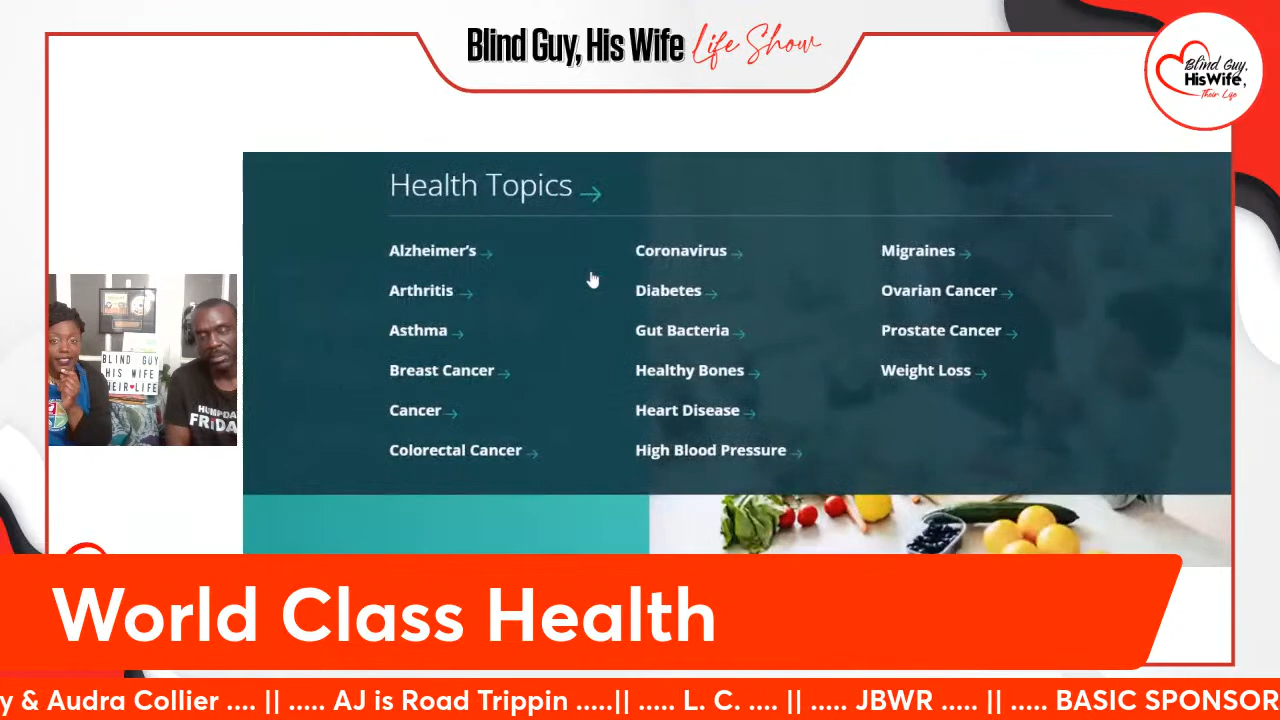 Blind Guy, His Wife Life Show
Blind Guy,
His Wife,
Their Life
Health Topics
Alzheimer's
Arthritis
Asthma
Breast Cancer
Cancer
Colorectal Cancer
Coronavirus
Diabetes
Gut Bacteria
Healthy Bones
Heart Disease
High Blood Pressure
Migraines
Ovarian Cancer
Prostate Cancer
Weight Loss
BLIND GUY
HIS WIFE
HEIR LIFE
HUMPDA
FRiDA
World Class Health
y & Audra Collier .... || ..... AJ is Road Trippin .....|| ..... L. C. .... || ..... JBWR ..... || ..... BASIC SPONSOR